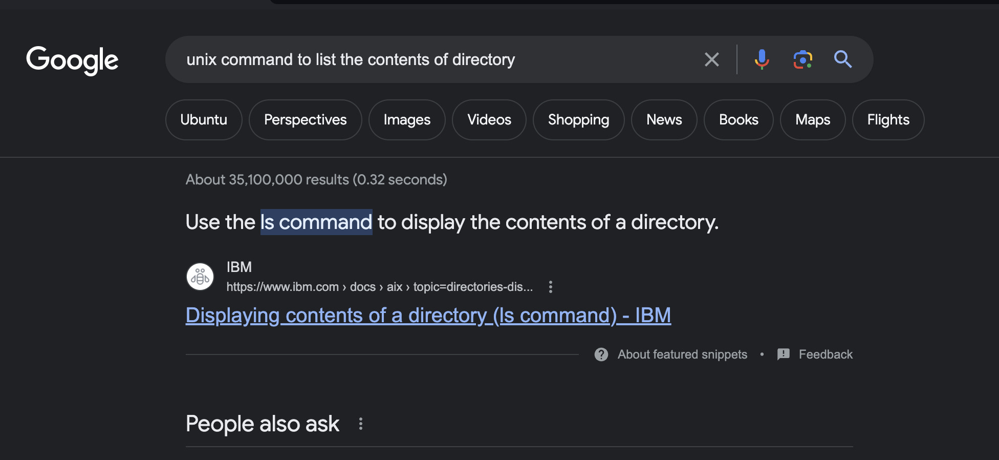 Google
unix command to list the contents of directory
Ubuntu Perspectives Images Videos Shopping News Books Maps Flights
About 35,100,000 results (0.32 seconds)
Use the ls command to display the contents of a directory.
IBM
https://www.ibm.com › docs › aix › topic=directories-dis...
Displaying contents of a directory (ls command) - IBM
About featured snippets • Feedback
People also ask